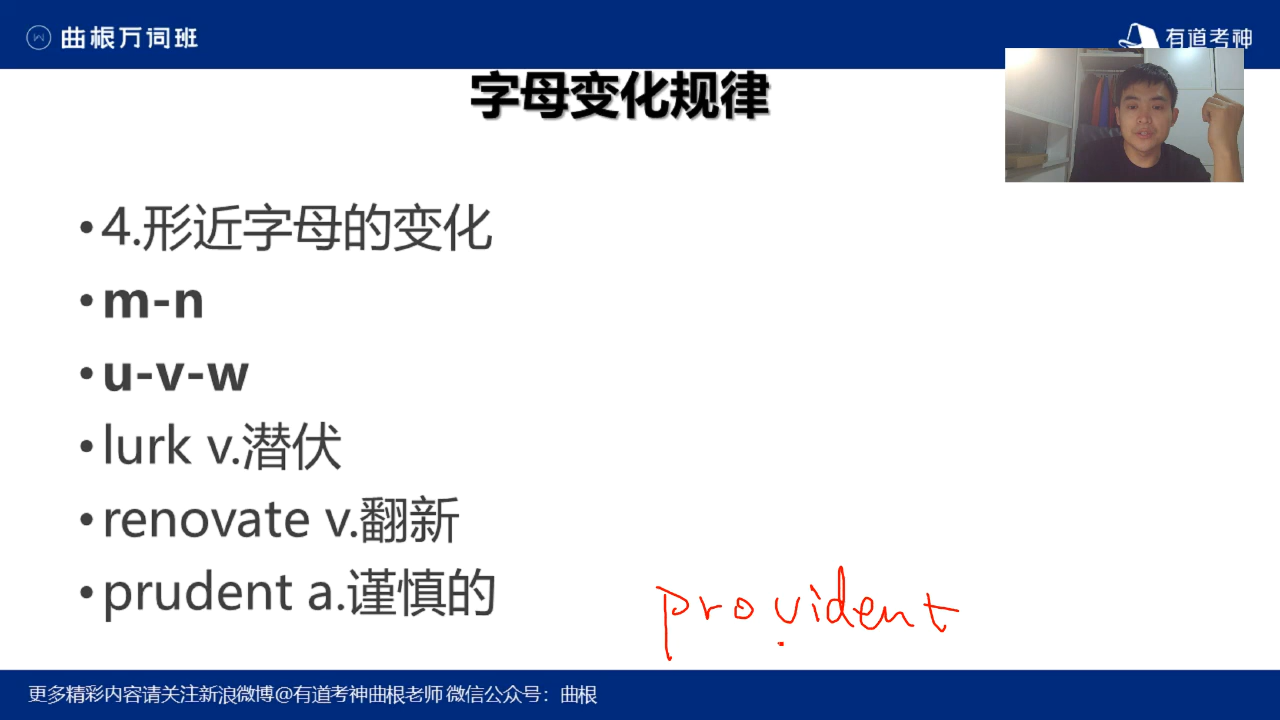 曲根万词班
有道考神
字母变化规律
•4.形近字母的变化
•m-n
•u-v-w
•lurk v.潜伏
•renovate v.翻新
•prudent a.谨慎的
provident
更多精彩内容请关注新浪微博@有道考神曲根老师 微信公众号：曲根